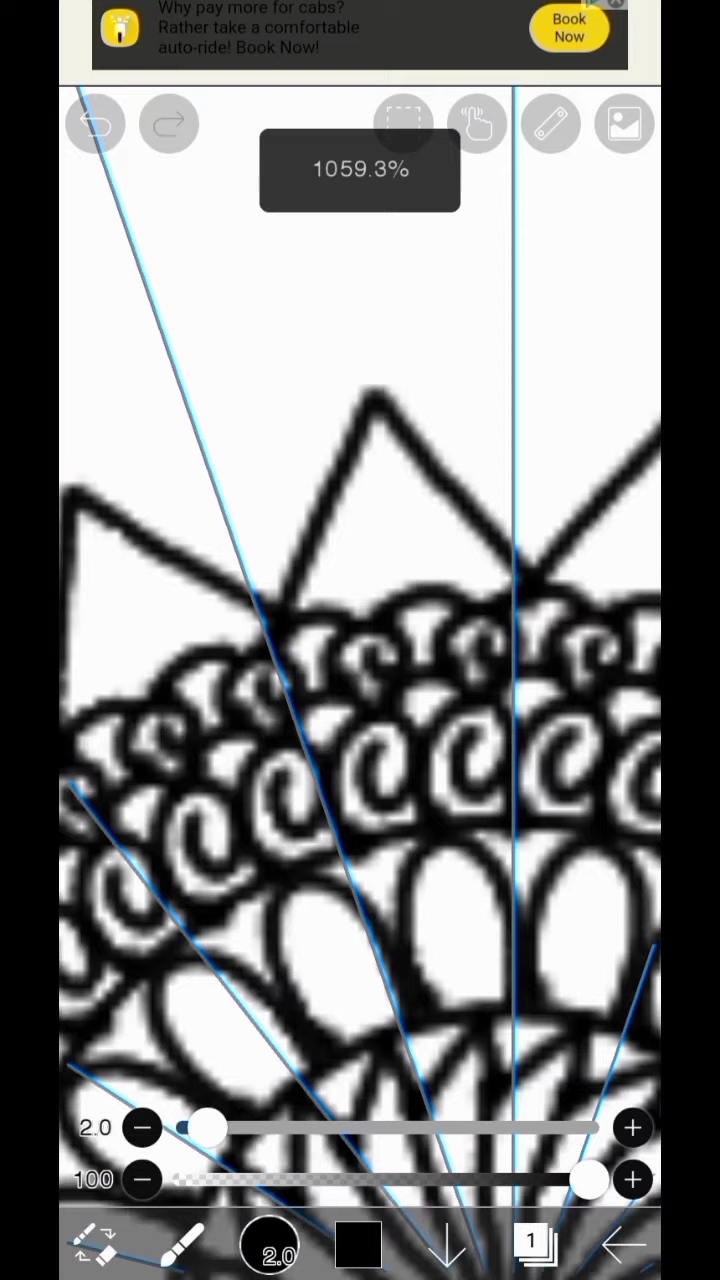 Why pay more for cabs?
Rather take a comfortable
auto-ride! Book Now!
Book
Now
1059.3%
2.0
100
2.0
1